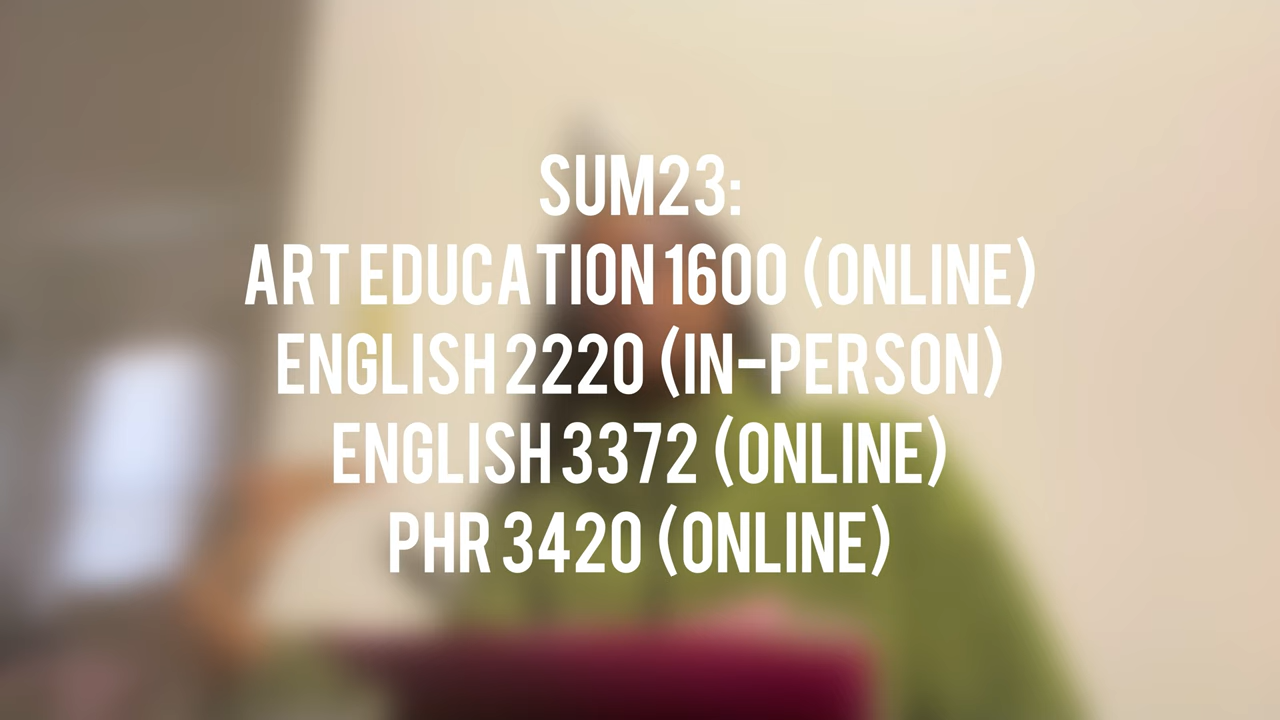 SUM23:
ART EDUCATION 1600 (ONLINE)
ENGLISH 2220 (IN-PERSON)
ENGLISH 3372 (ONLINE)
PHR 3420 (ONLINE)